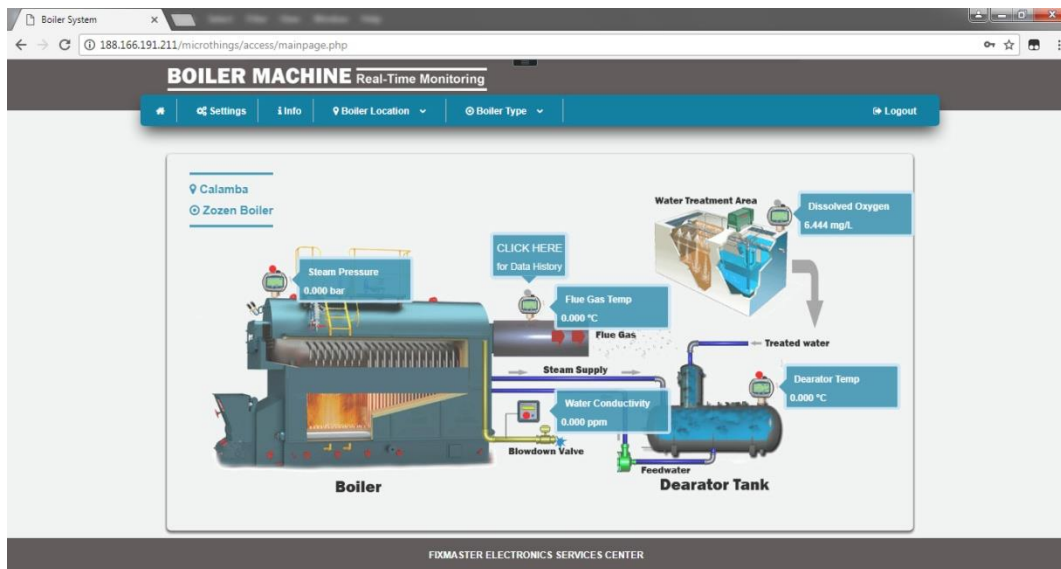 Boiler System
188.166.191.211/microthings/access/mainpage.php
BOILER MACHINE Real-Time Monitoring
Settings
Info
Boiler Location
Boiler Type
Logout
Calamba
Zozen Boiler
Water Treatment Area
Dissolved Oxygen
6.444 mg/L
CLICK HERE
for Data History
Steam Pressure
0.000 bar
Flue Gas Temp
0.000 °C
Flue Gas
Treated water
Steam Supply
Dearator Temp
0.000 °C
Water Conductivity
0.000 ppm
Blowdown Valve
Feedwater
Boiler
Dearator Tank
FIXMASTER ELECTRONICS SERVICES CENTER